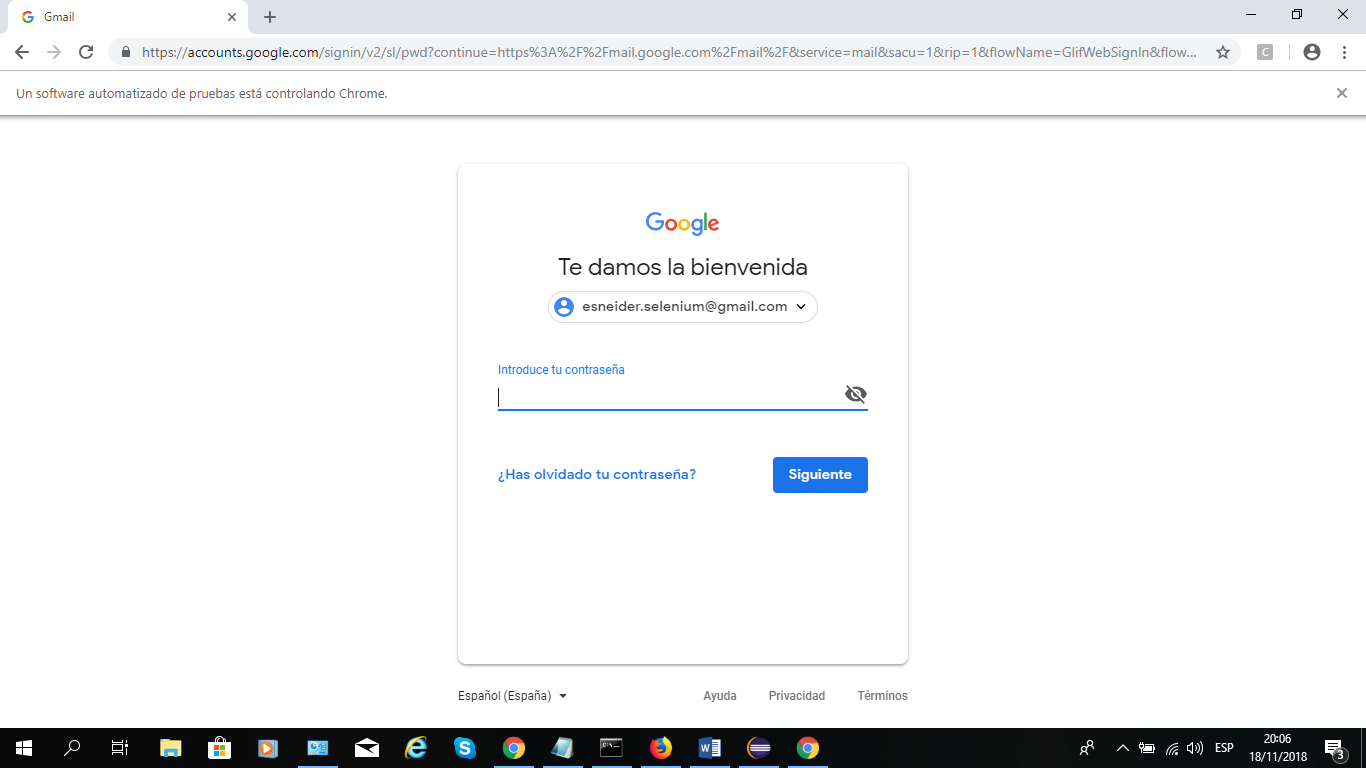 Gmail
https://accounts.google.com/signin/v2/sl/pwd?continue=https%3A%2F%2Fmail.google.com%2Fmail%2F&service=mail&sacu=1&rip=1&flowName=GlifWebSignIn&flow...
C
Un software automatizado de pruebas está controlando Chrome.
Google
Te damos la bienvenida
esneider.selenium@gmail.com
Introduce tu contraseña
¿Has olvidado tu contraseña?
Siguiente
Español (España)
Ayuda
Privacidad
Términos
ESP
20:06
18/11/2018
3